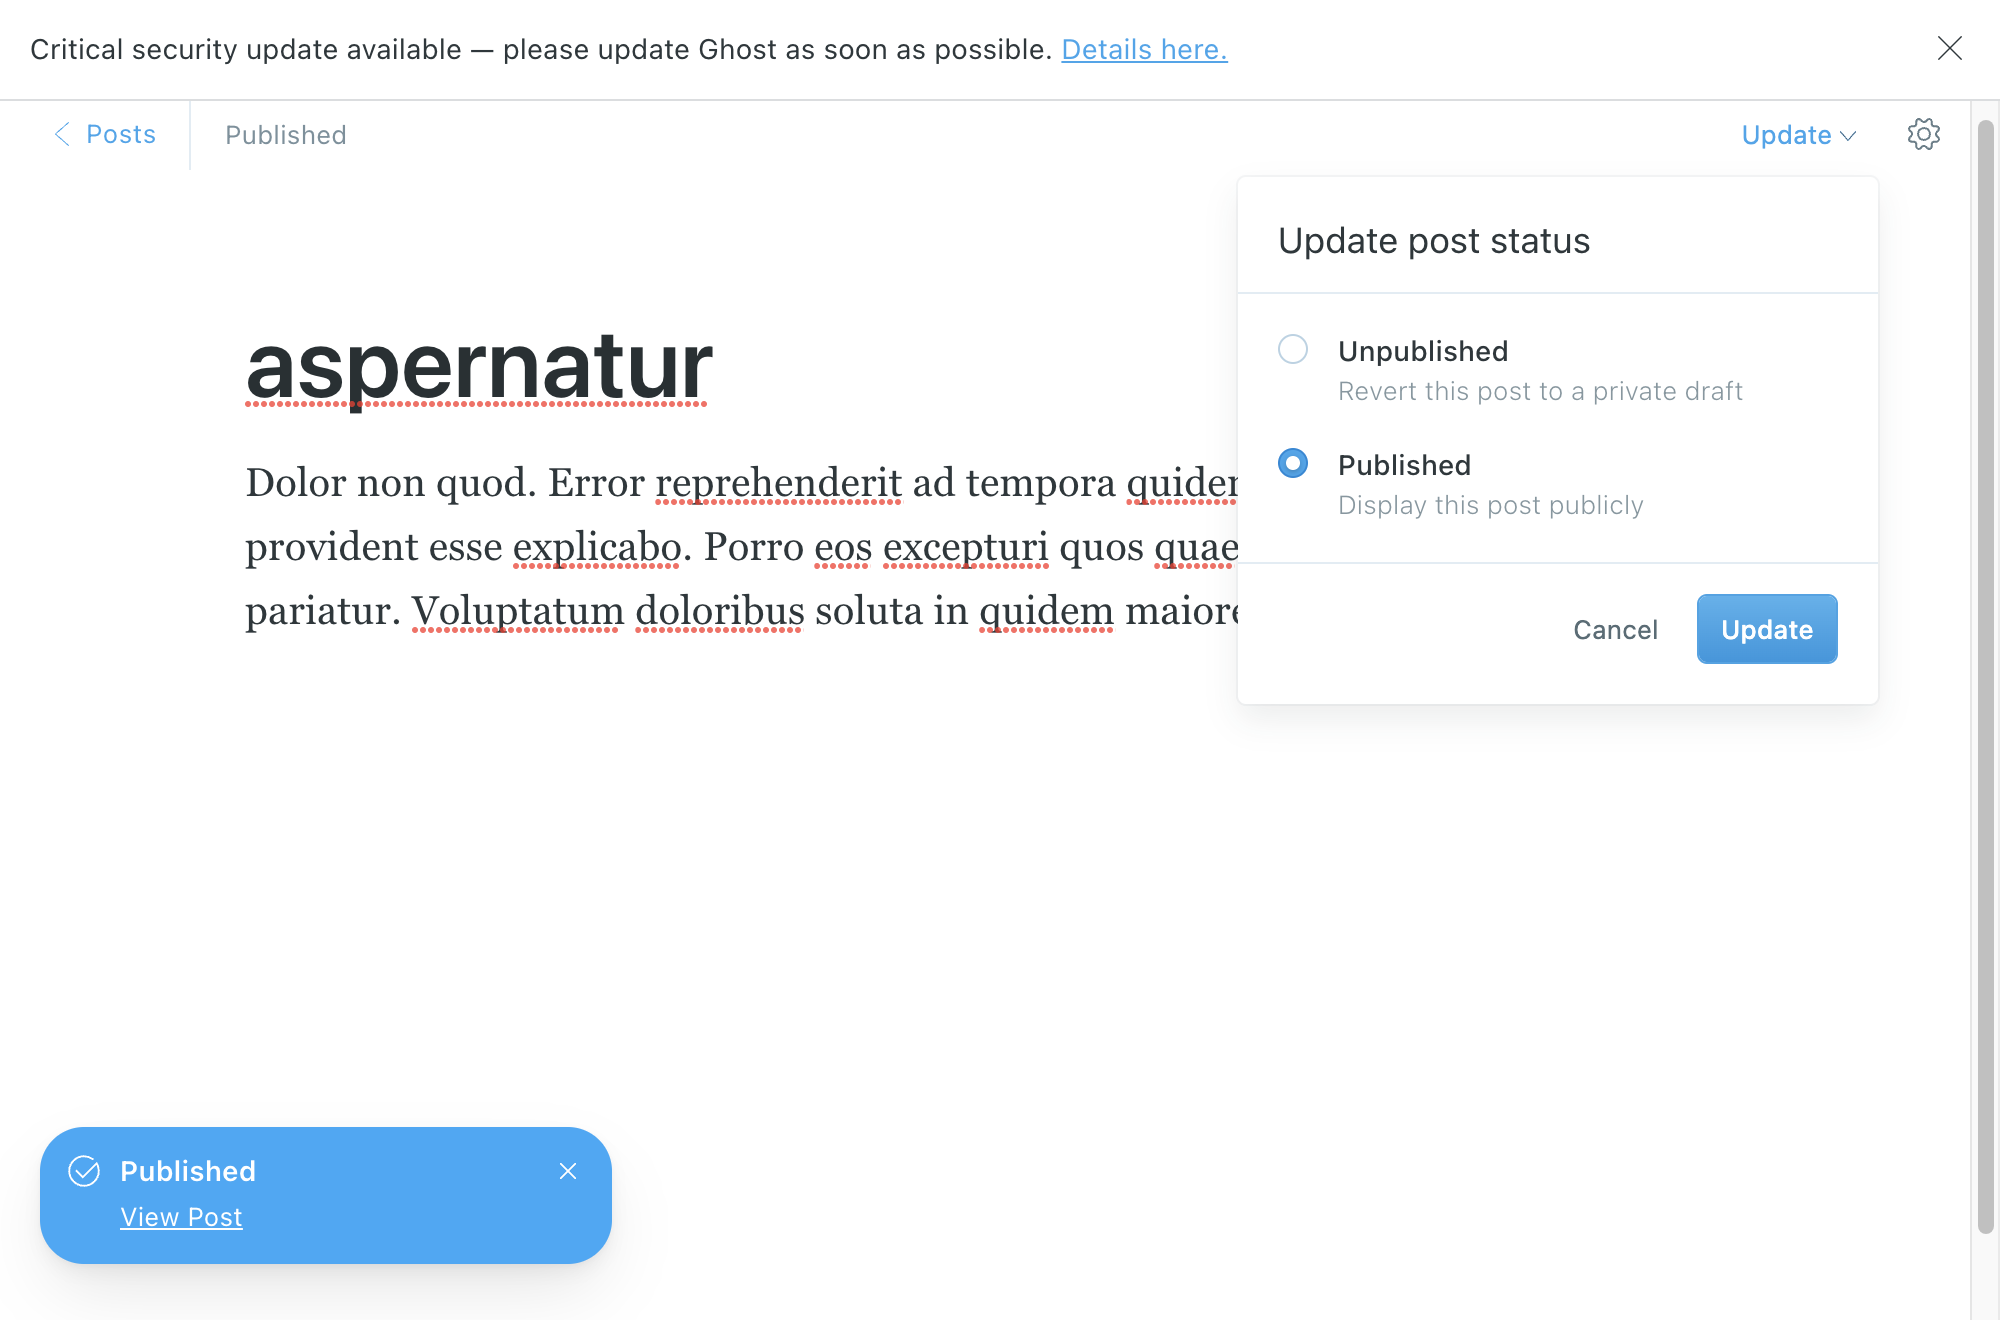 Critical security update available — please update Ghost as soon as possible. Details here.
Posts
Published
Update
Update post status
Unpublished
Revert this post to a private draft
Published
Display this post publicly
Cancel
Update
aspernatur
Dolor non quod. Error reprehenderit ad tempora
provident esse explicabo. Porro eos excepturi quos quae
pariatur. Voluptatum doloribus soluta in quidem
Published
View Post